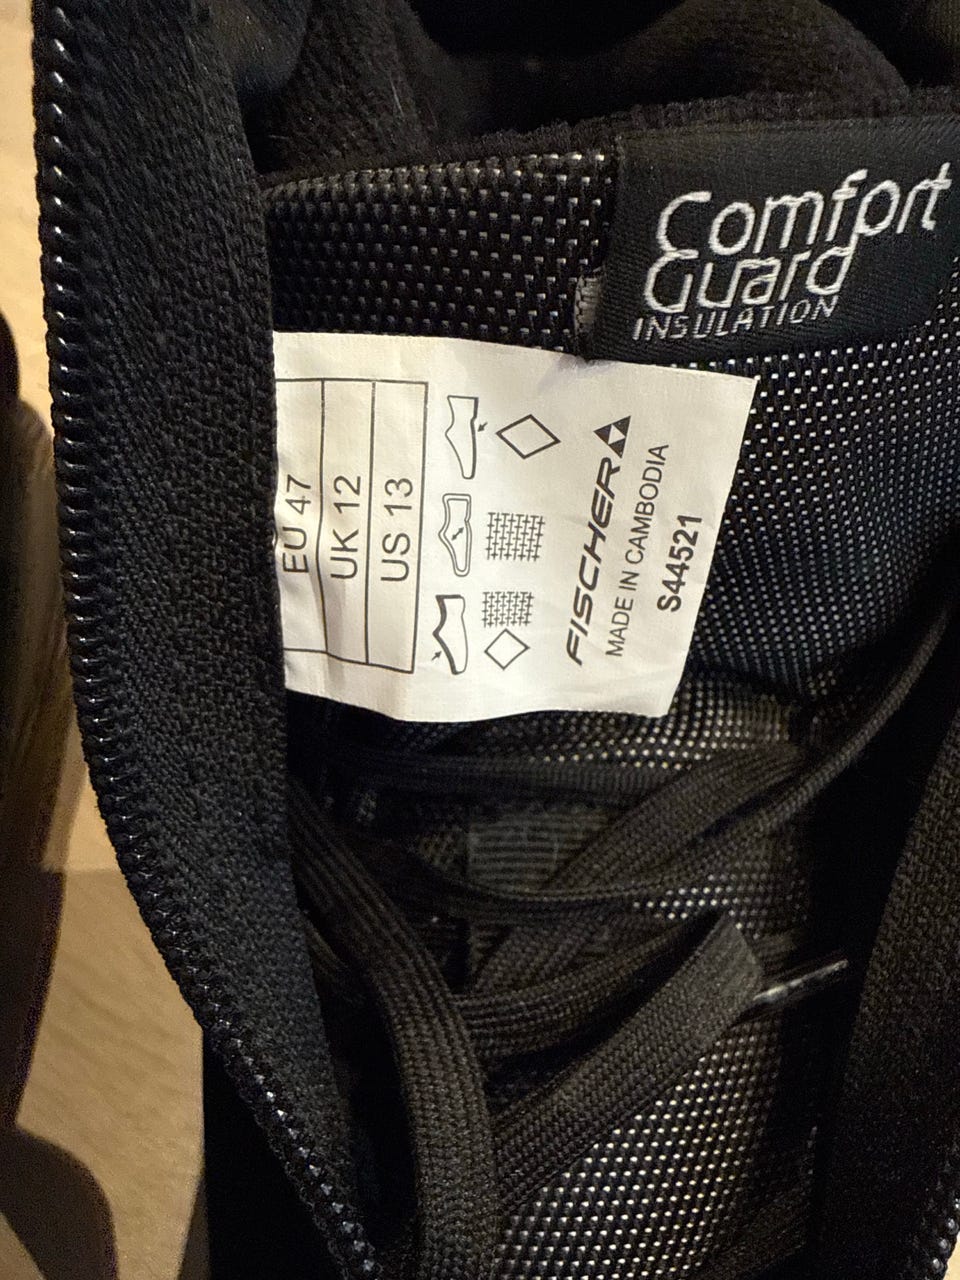 Comfort
Guard
INSULATION
EU 47
UK 12
US 13
FISCHER
MADE IN CAMBODIA
S44521